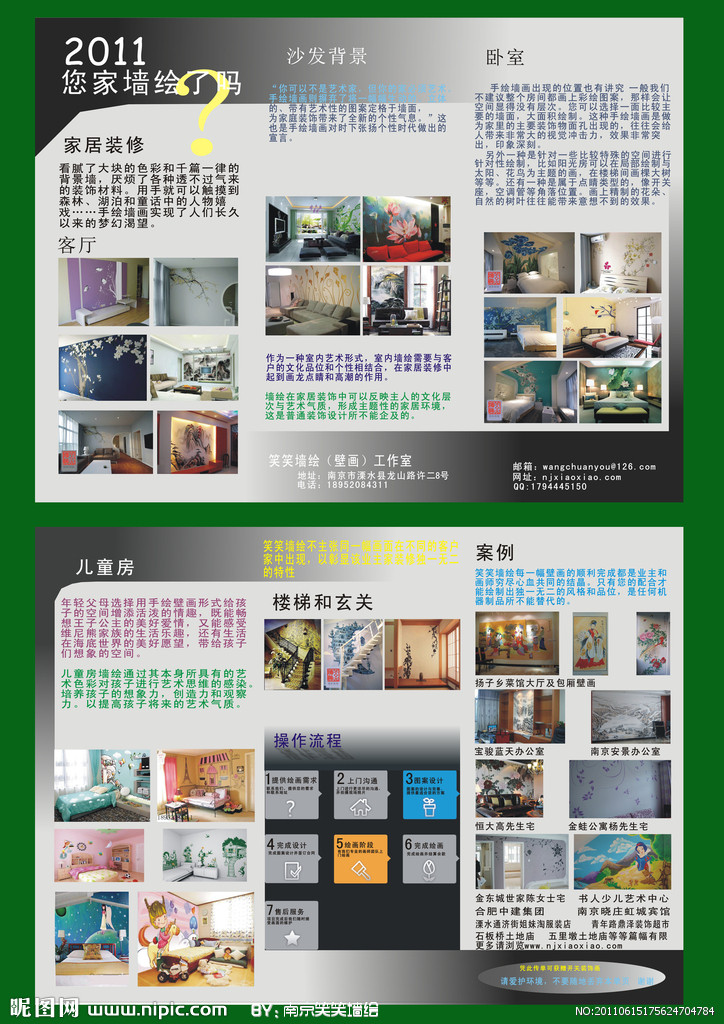 2011
您家墙绘了吗
?
家居装修
看腻了大块的色彩和千篇一律的
背景墙，厌烦了各种透不过气来
的装饰材料。用手就可以触摸到
森林、湖泊和童话中的人物嬉
戏……手绘墙画实现了人们长久
以来的梦幻渴望。
客厅
沙发背景
“你可以不是艺术家，
的、带有艺术性的图案定格于墙面，
为家庭装饰带来了全新的个性气息。”这
也是手绘墙画对时下张扬个性时代做出的
宣言。
作为一种室内艺术形式，室内墙绘需要与客
户的文化品位和个性相结合，在家居装修中
起到画龙点睛和高潮的作用。
墙绘在家居装饰中可以反映主人的文化层
次与艺术气质，形成主题性的家居环境，
这是普通装饰设计所不能企及的。
卧室
手绘墙画出现的位置也有讲究 一般我们
不建议整个房间都画上彩绘图案，那样会让
空间显得没有层次。您可以选择一面比较主
要的墙面，大面积绘制。这种手绘墙画是做
为家里的主要装饰物面孔出现的，往往会给
人带来非常大的视觉冲击力，效果非常突
出，印象深刻。
另外一种是针对一些比较特殊的空间进行
针对性绘制，比如阳光房可以在局部绘制与
太阳、花鸟为主题的画，在楼梯间画棵大树
等等。还有一种是属于点睛类型的，像开关
座，空调管等角落位置。画上精制的花朵、
自然的树叶往往能带来意想不到的效果。
笑笑墙绘（壁画）工作室
地址：南京市溧水县龙山路许二8号
电话：18952084311
邮箱：wangchuanyou@126.com
网址：njxiaoxiao.com
QQ:1794445150
儿童房
年轻父母选择用手绘壁画形式给孩
子的空间增添活泼的情趣，既能畅
想王子公主的美好爱情，又能感受
维尼熊家族的生活乐趣，还有生活
在海底世界的美好愿望，带给孩子
们想象的空间。
儿童房墙绘通过其本身所具有的艺
术色彩对孩子进行艺术思维的感染。
培养孩子的想象力，创造力和观察
力。以提高孩子将来的艺术气质。
笑笑墙绘不主张同一幅画
家中出现，以彰显
的特性
楼梯和玄关
操作流程
1提供绘画需求
2上门沟通
3图案设计
4完成设计
5绘画阶段
6完成绘画
7售后服务
案例
笑笑墙绘每一幅壁画的顺利完成都是业主和
画师穷尽心血共同的结晶，只有您的配合才
能绘制出独一无二的风格和品位，是任何机
器制品所不能替代的。
扬子乡菜馆大厅及包厢壁画
宝骏蓝天办公室
南京安景办公室
恒大高先生宅
金蛙公寓杨先生宅
金东城世家陈女士宅
书人少儿艺术中心
合肥中建集团
南京晓庄虹城宾馆
溧水通济街姐妹淘服装店
青年路鼎泽装饰超市
石板桥土地庙
五里墩土地庙等等篇幅有限
更多请浏览www.njxiaoxiao.com
凭此传单可获赠开关装饰画
请爱护环境，不要随地丢
昵图网 www.nipic.com
BY: 南京笑笑墙绘
NO:20110615175624704784